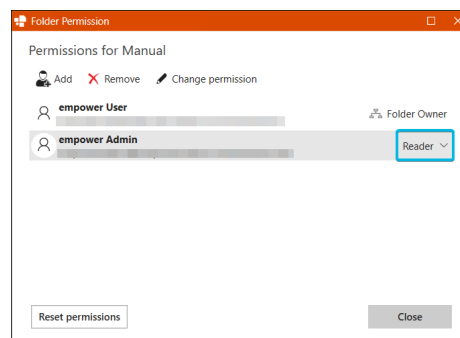 Folder Permission
Permissions for Manual
Add Remove Change permission
empower User
Folder Owner
empower Admin
Reader
Reset permissions Close